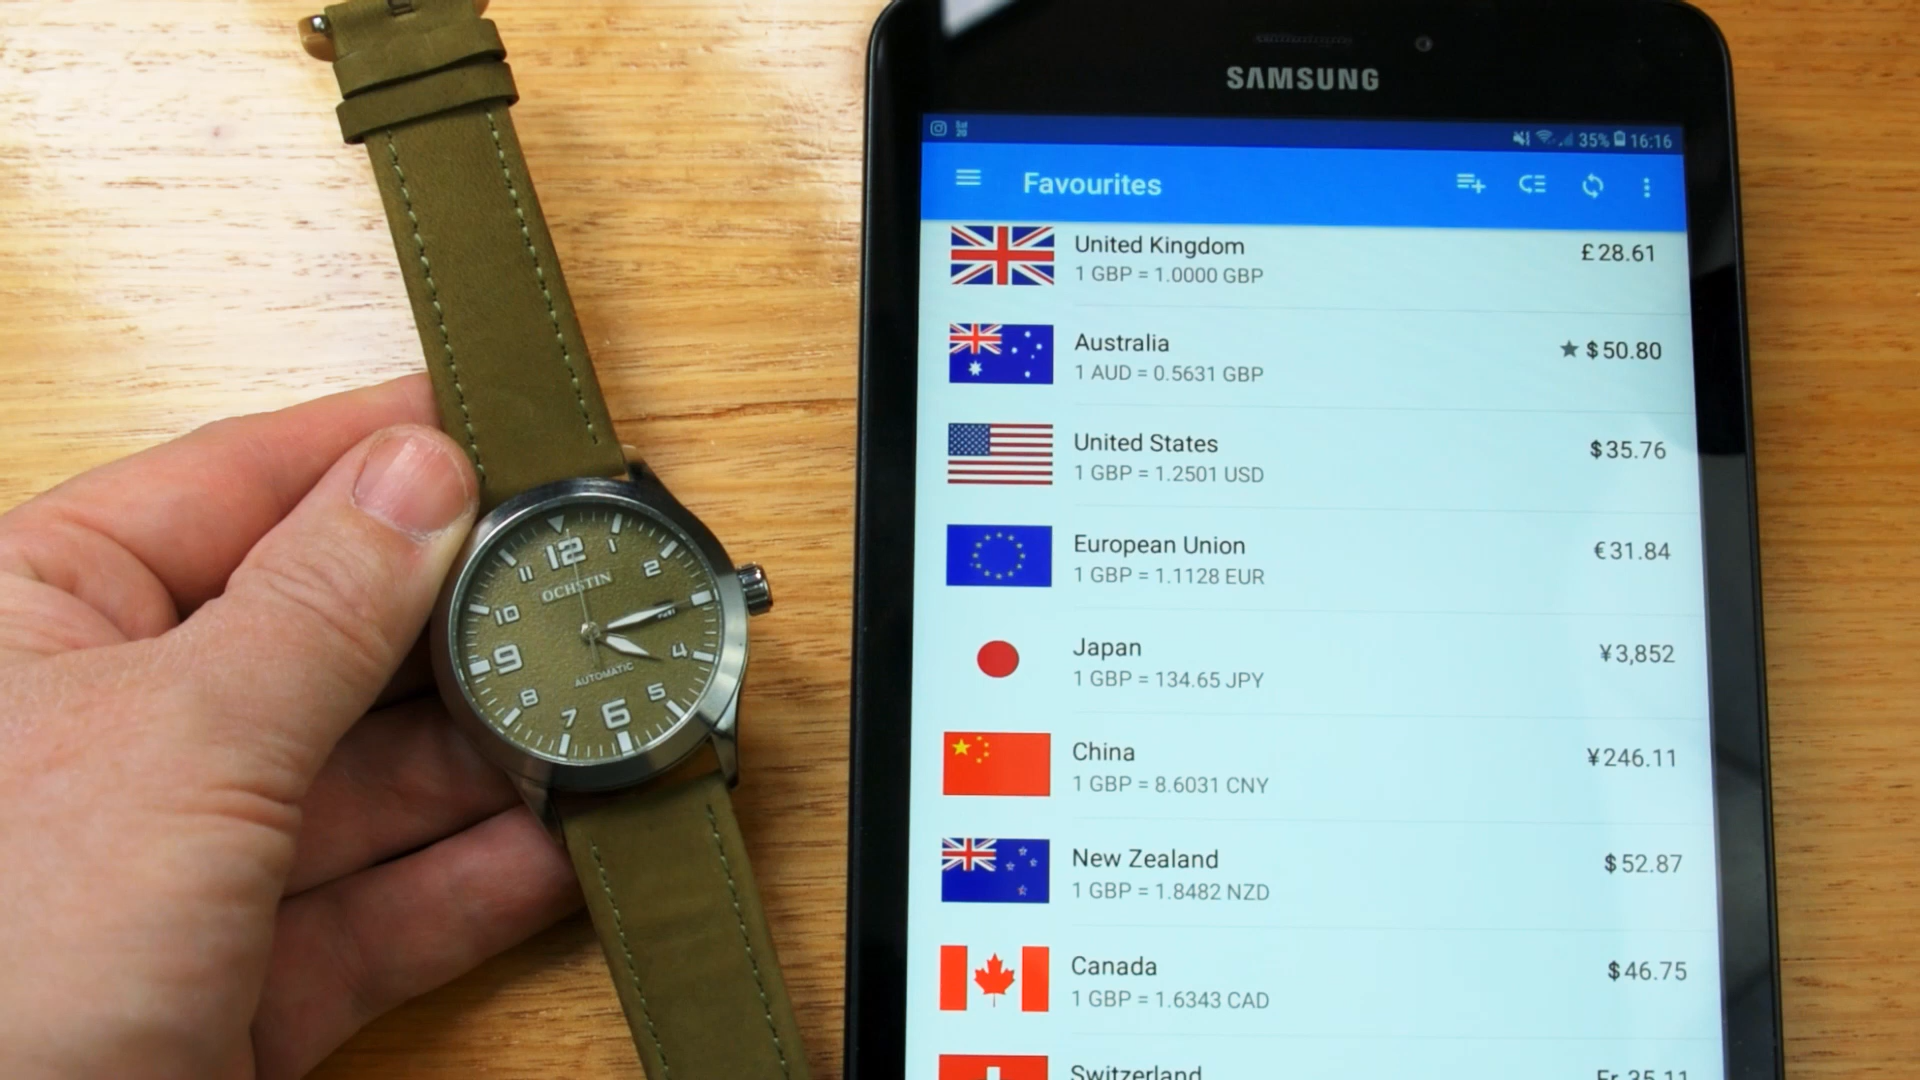 SAMSUNG
35% 16:16
Favourites
United Kingdom £28.61
1 GBP = 1.0000 GBP
Australia $50.80
1 AUD = 0.5631 GBP
United States $35.76
1 GBP = 1.2501 USD
European Union €31.84
1 GBP = 1.1128 EUR
Japan ¥3,852
1 GBP = 134.65 JPY
China ¥246.11
1 GBP = 8.6031 CNY
New Zealand $52.87
1 GBP = 1.8482 NZD
Canada $46.75
1 GBP = 1.6343 CAD
Switzerland Fr.35.11
12
1
2
4
5
6
7
8
9
10
11
OCHSTIN
AUTOMATIC